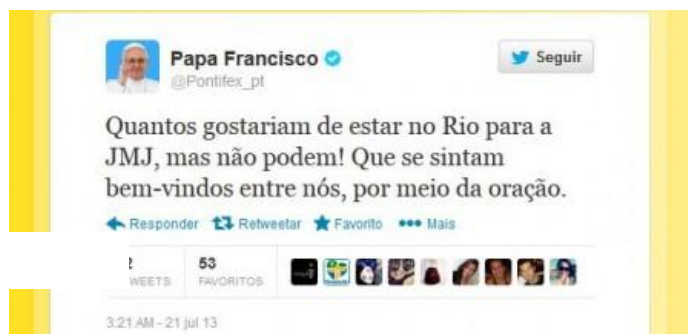 Papa Francisco
Seguir
@Pontifex_pt
Quantos gostariam de estar no Rio para a
JMJ, mas não podem! Que se sintam
bem-vindos entre nós, por meio da oração.
Responder Retweetar Favorito Mais
53
FAVORITOS
3:21 AM - 21 jul 13